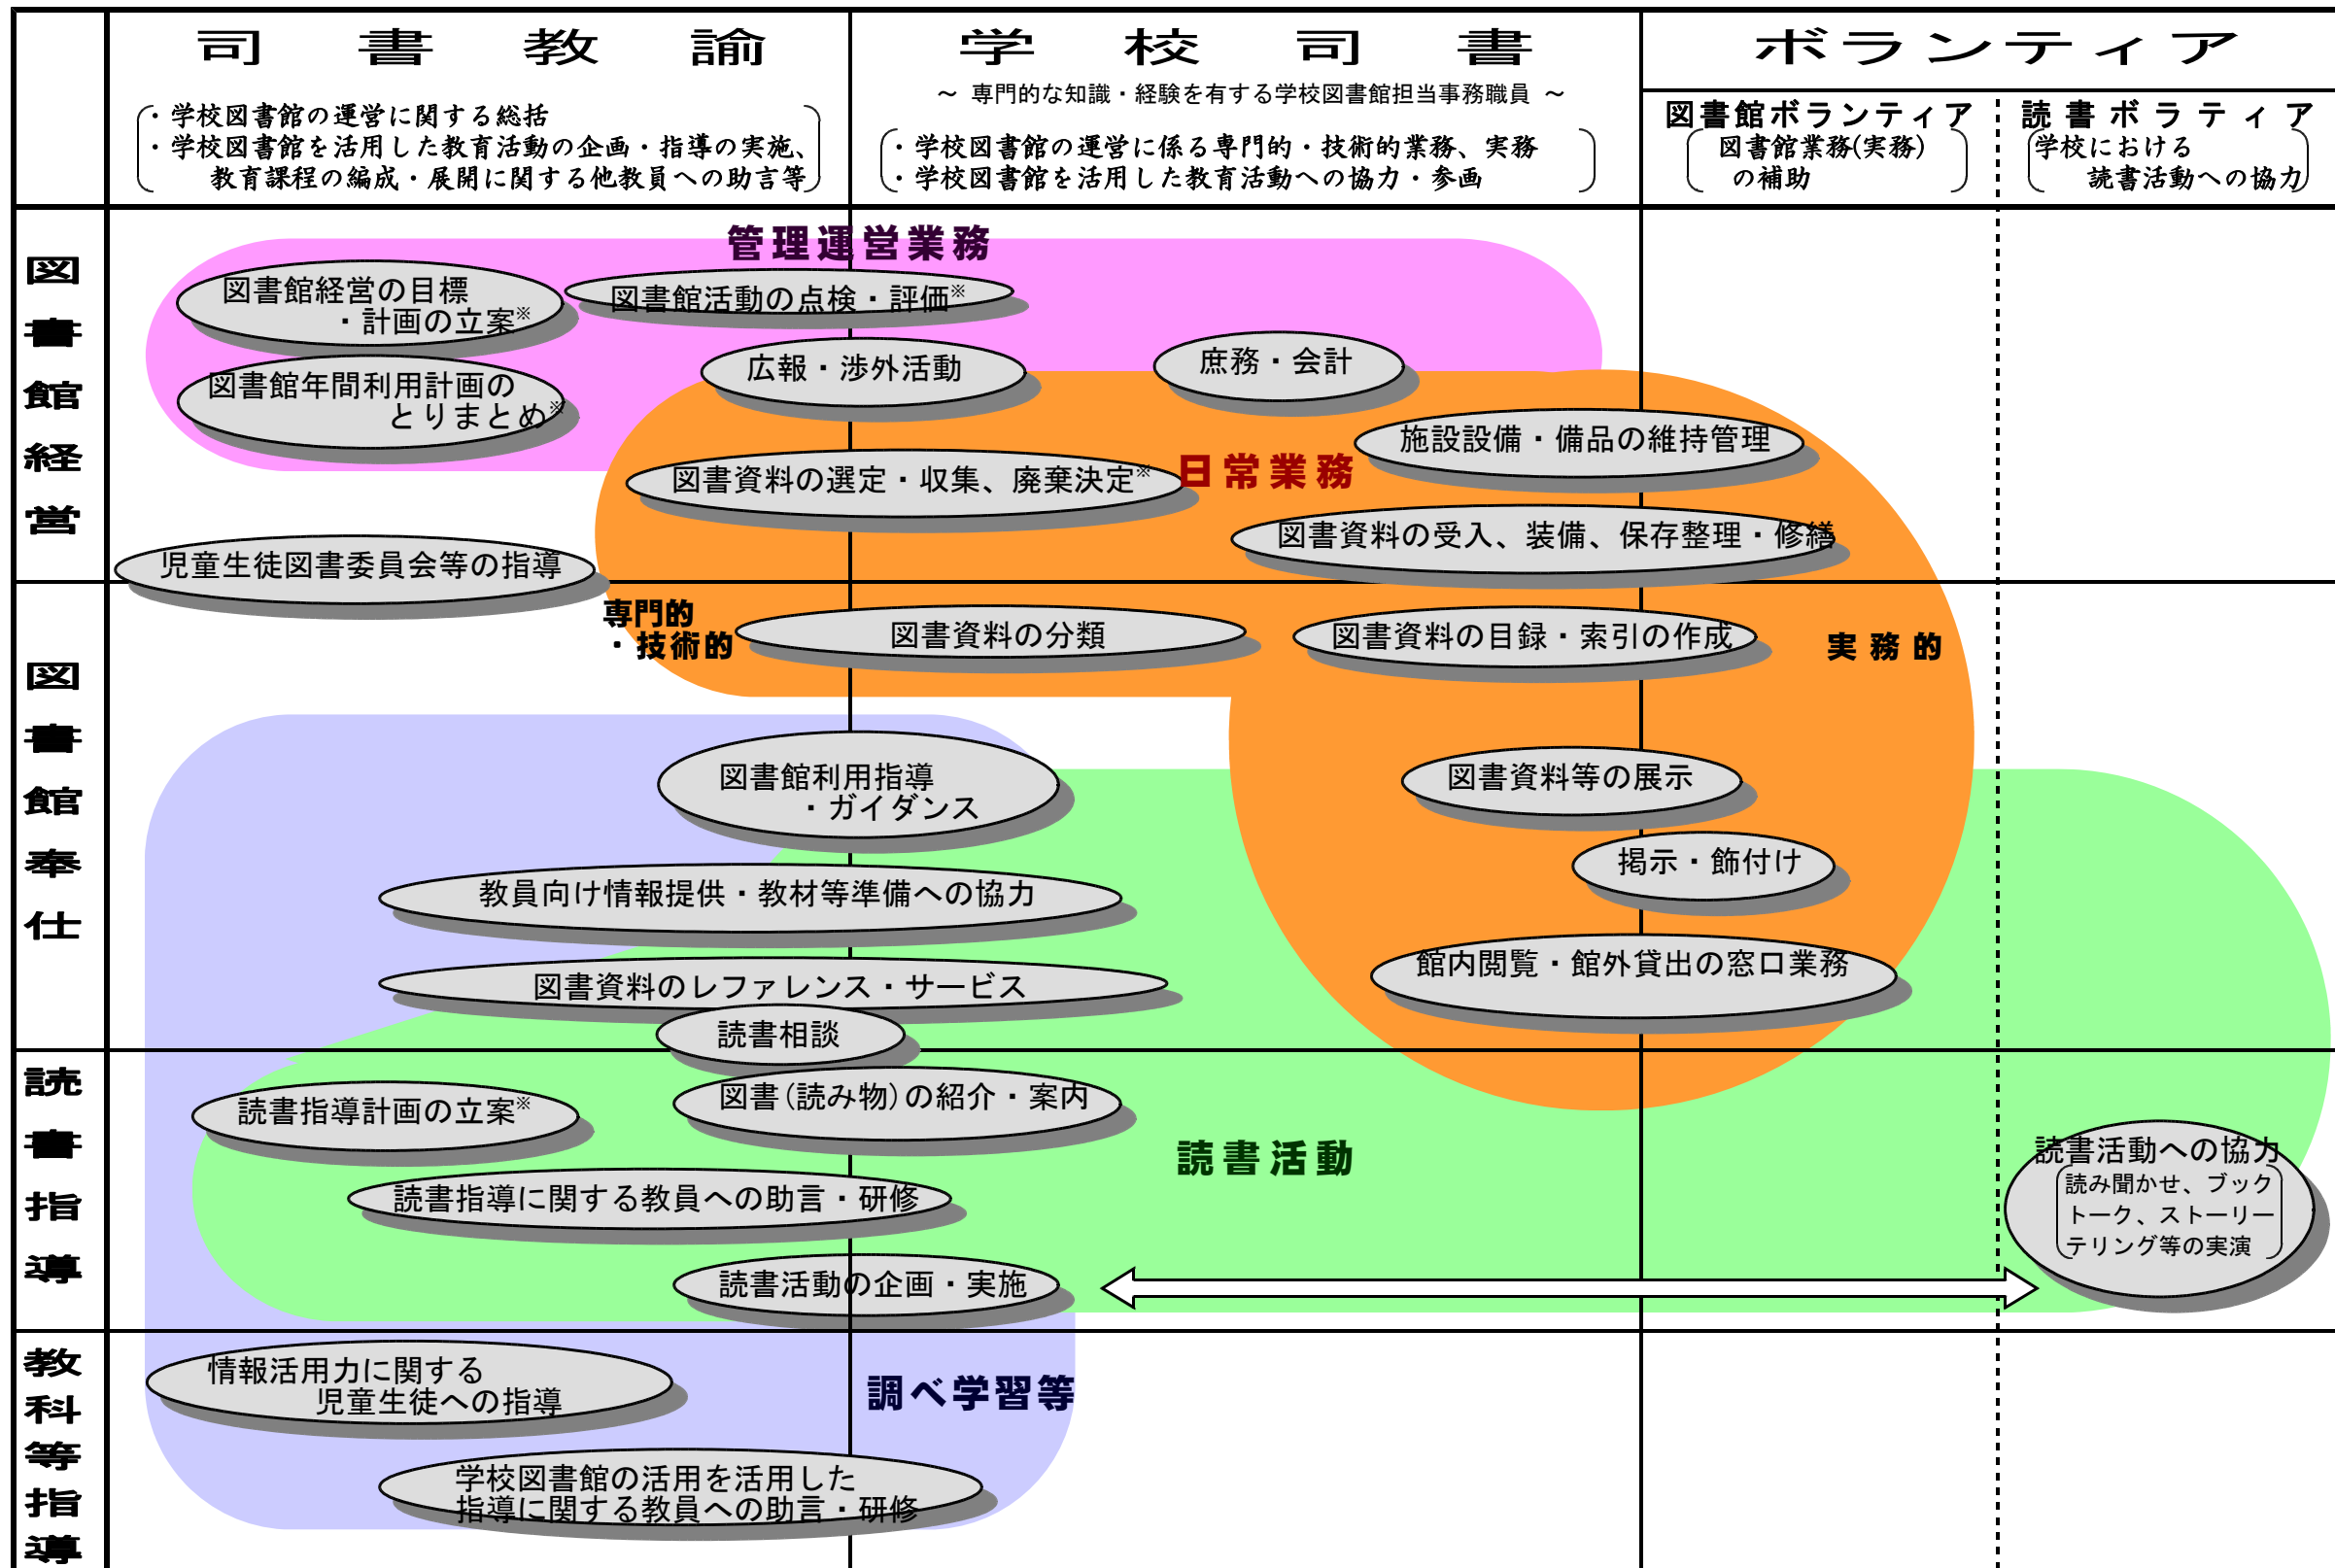 司書教諭
・学校図書館の運営に関する総括
・学校図書館を活用した教育活動の企画・指導の実施、
教育課程の編成・展開に関する他教員への助言等
学校司書
～ 専門的な知識・経験を有する学校図書館担当事務職員 ～
・学校図書館の運営に係る専門的・技術的業務、実務
・学校図書館を活用した教育活動への協力・参画
ボランティア
図書館ボランティア
図書館業務(実務)
の補助
読書ボラティア
学校における
読書活動への協力
図書館経営
管理運営業務
図書館経営の目標
・計画の立案※
図書館活動の点検・評価※
図書館年間利用計画の
とりまとめ※
広報・渉外活動
庶務・会計
日常業務
施設設備・備品の維持管理
図書資料の選定・収集、廃棄決定※
図書資料の受入、装備、保存整理・修繕
児童生徒図書委員会等の指導
図書館奉仕
専門的
・技術的
図書資料の分類
図書資料の目録・索引の作成
実務的
図書館利用指導
・ガイダンス
図書資料等の展示
掲示・飾付け
教員向け情報提供・教材等準備への協力
館内閲覧・館外貸出の窓口業務
図書資料のレファレンス・サービス
読書相談
読書指導
読書指導計画の立案※
図書(読み物)の紹介・案内
読書活動
読書指導に関する教員への助言・研修
読書活動の企画・実施
読書活動への協力
読み聞かせ、ブック
トーク、ストーリー
テリング等の実演
教科等指導
情報活用力に関する
児童生徒への指導
調べ学習等
学校図書館の活用を活用した
指導に関する教員への助言・研修